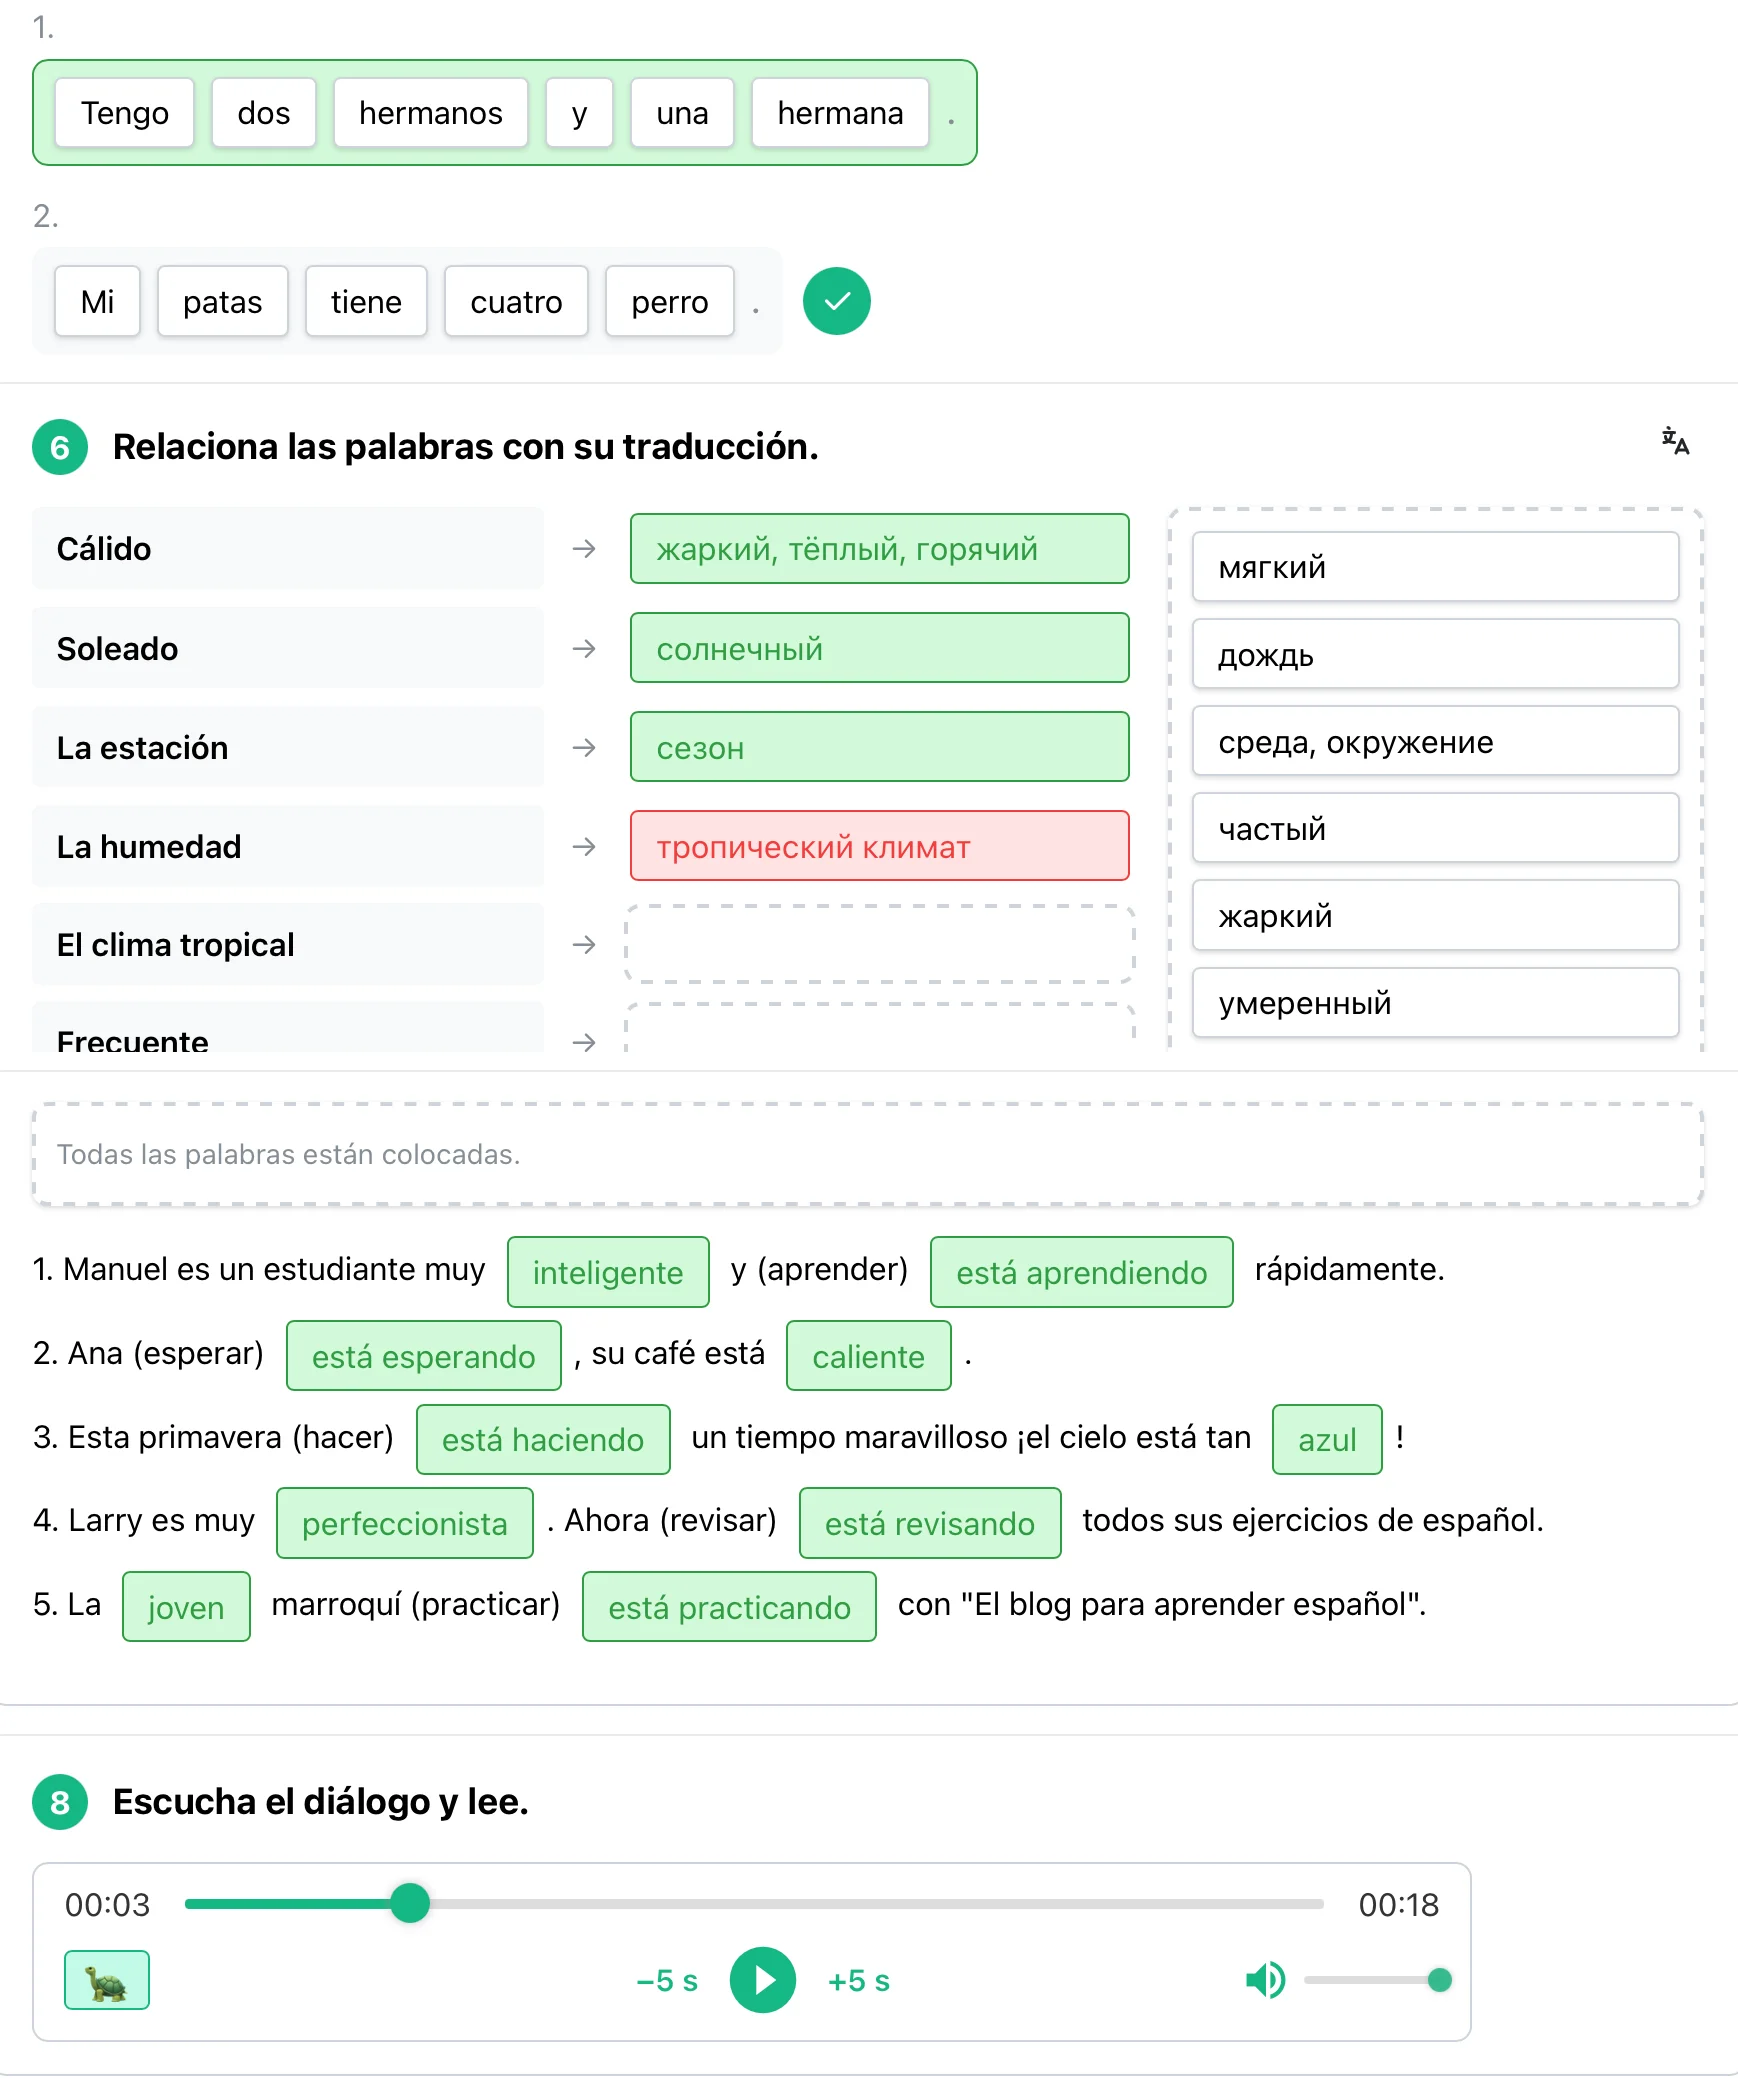 1.
Tengo dos hermanos y una hermana .
2.
Mi patas tiene cuatro perro .
6 Relaciona las palabras con su traducción.
Cálido → жаркий, тёплый, горячий
Soleado → солнечный
La estación → сезон
La humedad → тропический климат
El clima tropical →
Frecuente →
мягкий
дождь
среда, окружение
частый
жаркий
умеренный
Todas las palabras están colocadas.
1. Manuel es un estudiante muy inteligente y (aprender) está aprendiendo rápidamente.
2. Ana (esperar) está esperando , su café está caliente .
3. Esta primavera (hacer) está haciendo un tiempo maravilloso ¡el cielo está tan azul !
4. Larry es muy perfeccionista . Ahora (revisar) está revisando todos sus ejercicios de español.
5. La joven marroquí (practicar) está practicando con "El blog para aprender español".
8 Escucha el diálogo y lee.
00:03 00:18
−5 s +5 s